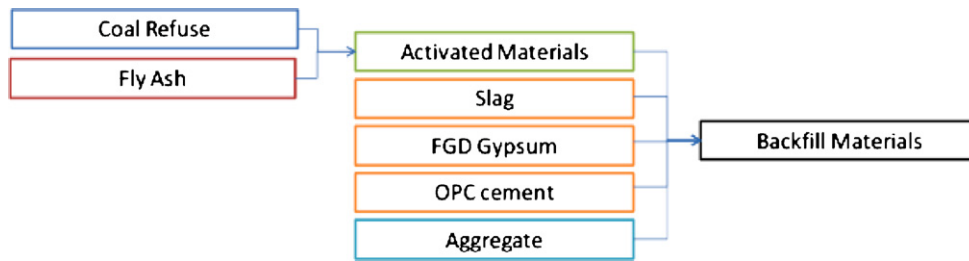 Coal Refuse
Fly Ash
Activated Materials
Slag
FGD Gypsum
OPC cement
Aggregate
Backfill Materials